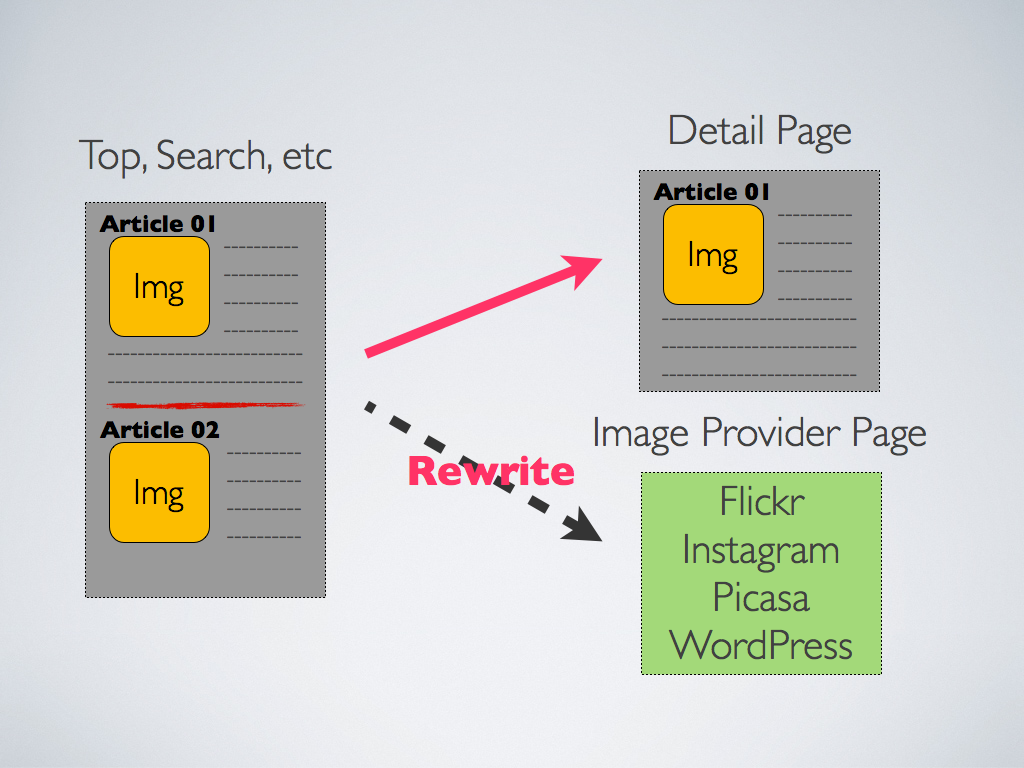 Top, Search, etc
Article 01
Img
Article 02
Img
Rewrite
Detail Page
Article 01
Img
Image Provider Page
Flickr
Instagram
Picasa
WordPress